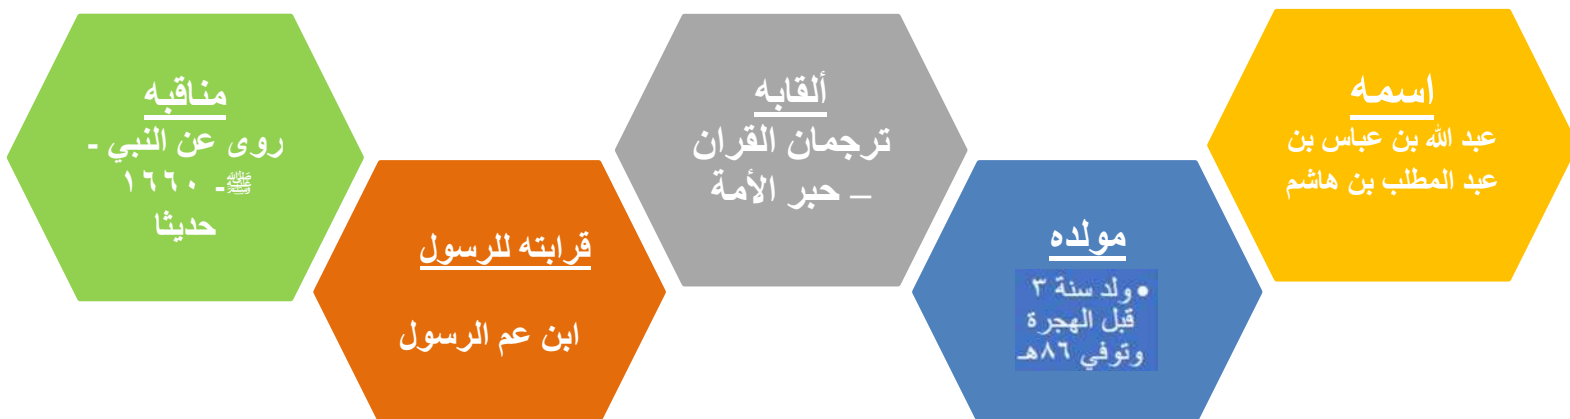 اسمه
عبد الله بن عباس بن
عبد المطلب بن هاشم
مولده
•ولد سنة ٣
قبل الهجرة
وتوفي ٨٦هـ
ألقابه
ترجمان القران
– حبر الأمة
قرابته للرسول
ابن عم الرسول
مناقبه
روى عن النبي -
ﷺ- ١٦٦٠
حديثا